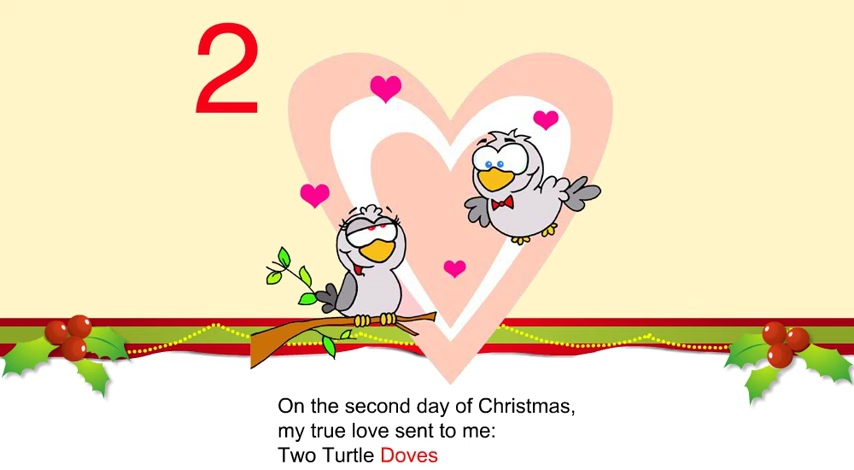 2
On the second day of Christmas,
my true love sent to me:
Two Turtle Doves